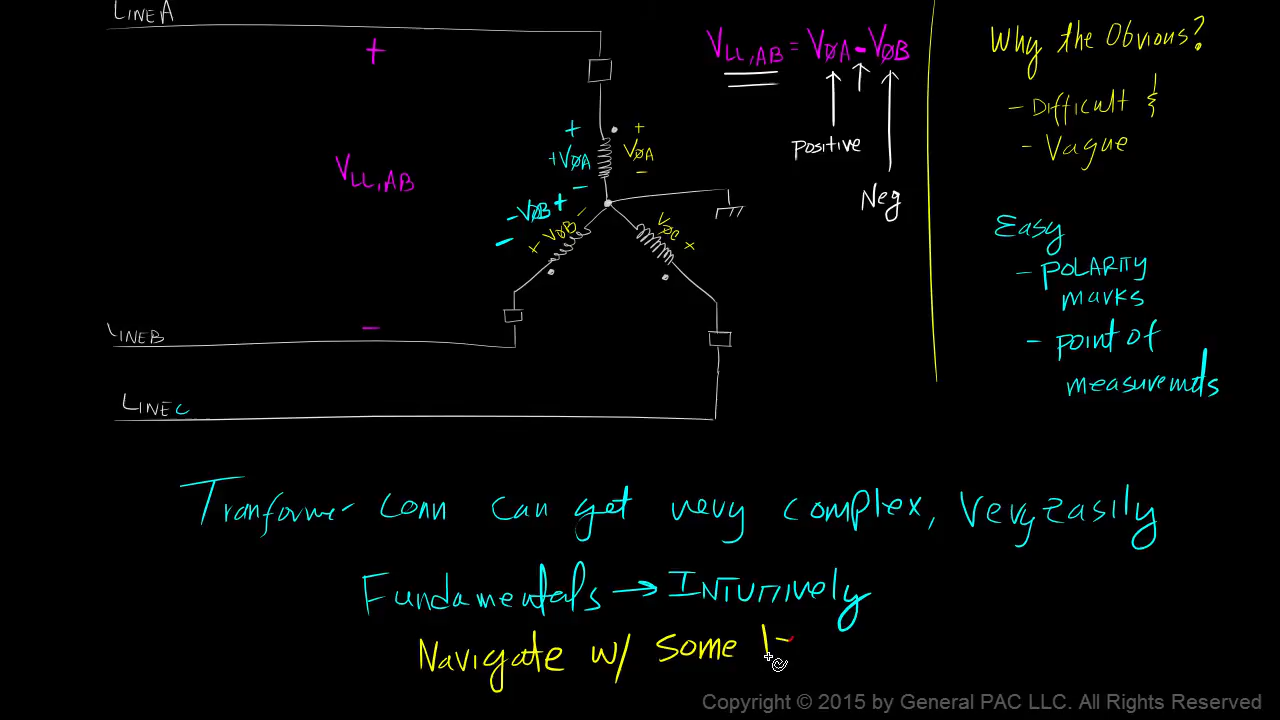 LINE A
+
VLL,AB = VØA - VØB
Positive
Neg
VLL,AB
+ +
+VØA VØA
- -
-VØB +
-
+ VØB -
VØC +
LINE B
-
LINE C
Why the Obvious?
- Difficult &
- Vague
Easy
- POLARITY
marks
- point of
Tranformer Conn can get very complex, Very Easily
Fundamentals → INTUITIVELY
Navigate w/ some
Copyright © 2015 by General PAC LLC. All Rights Reserved.